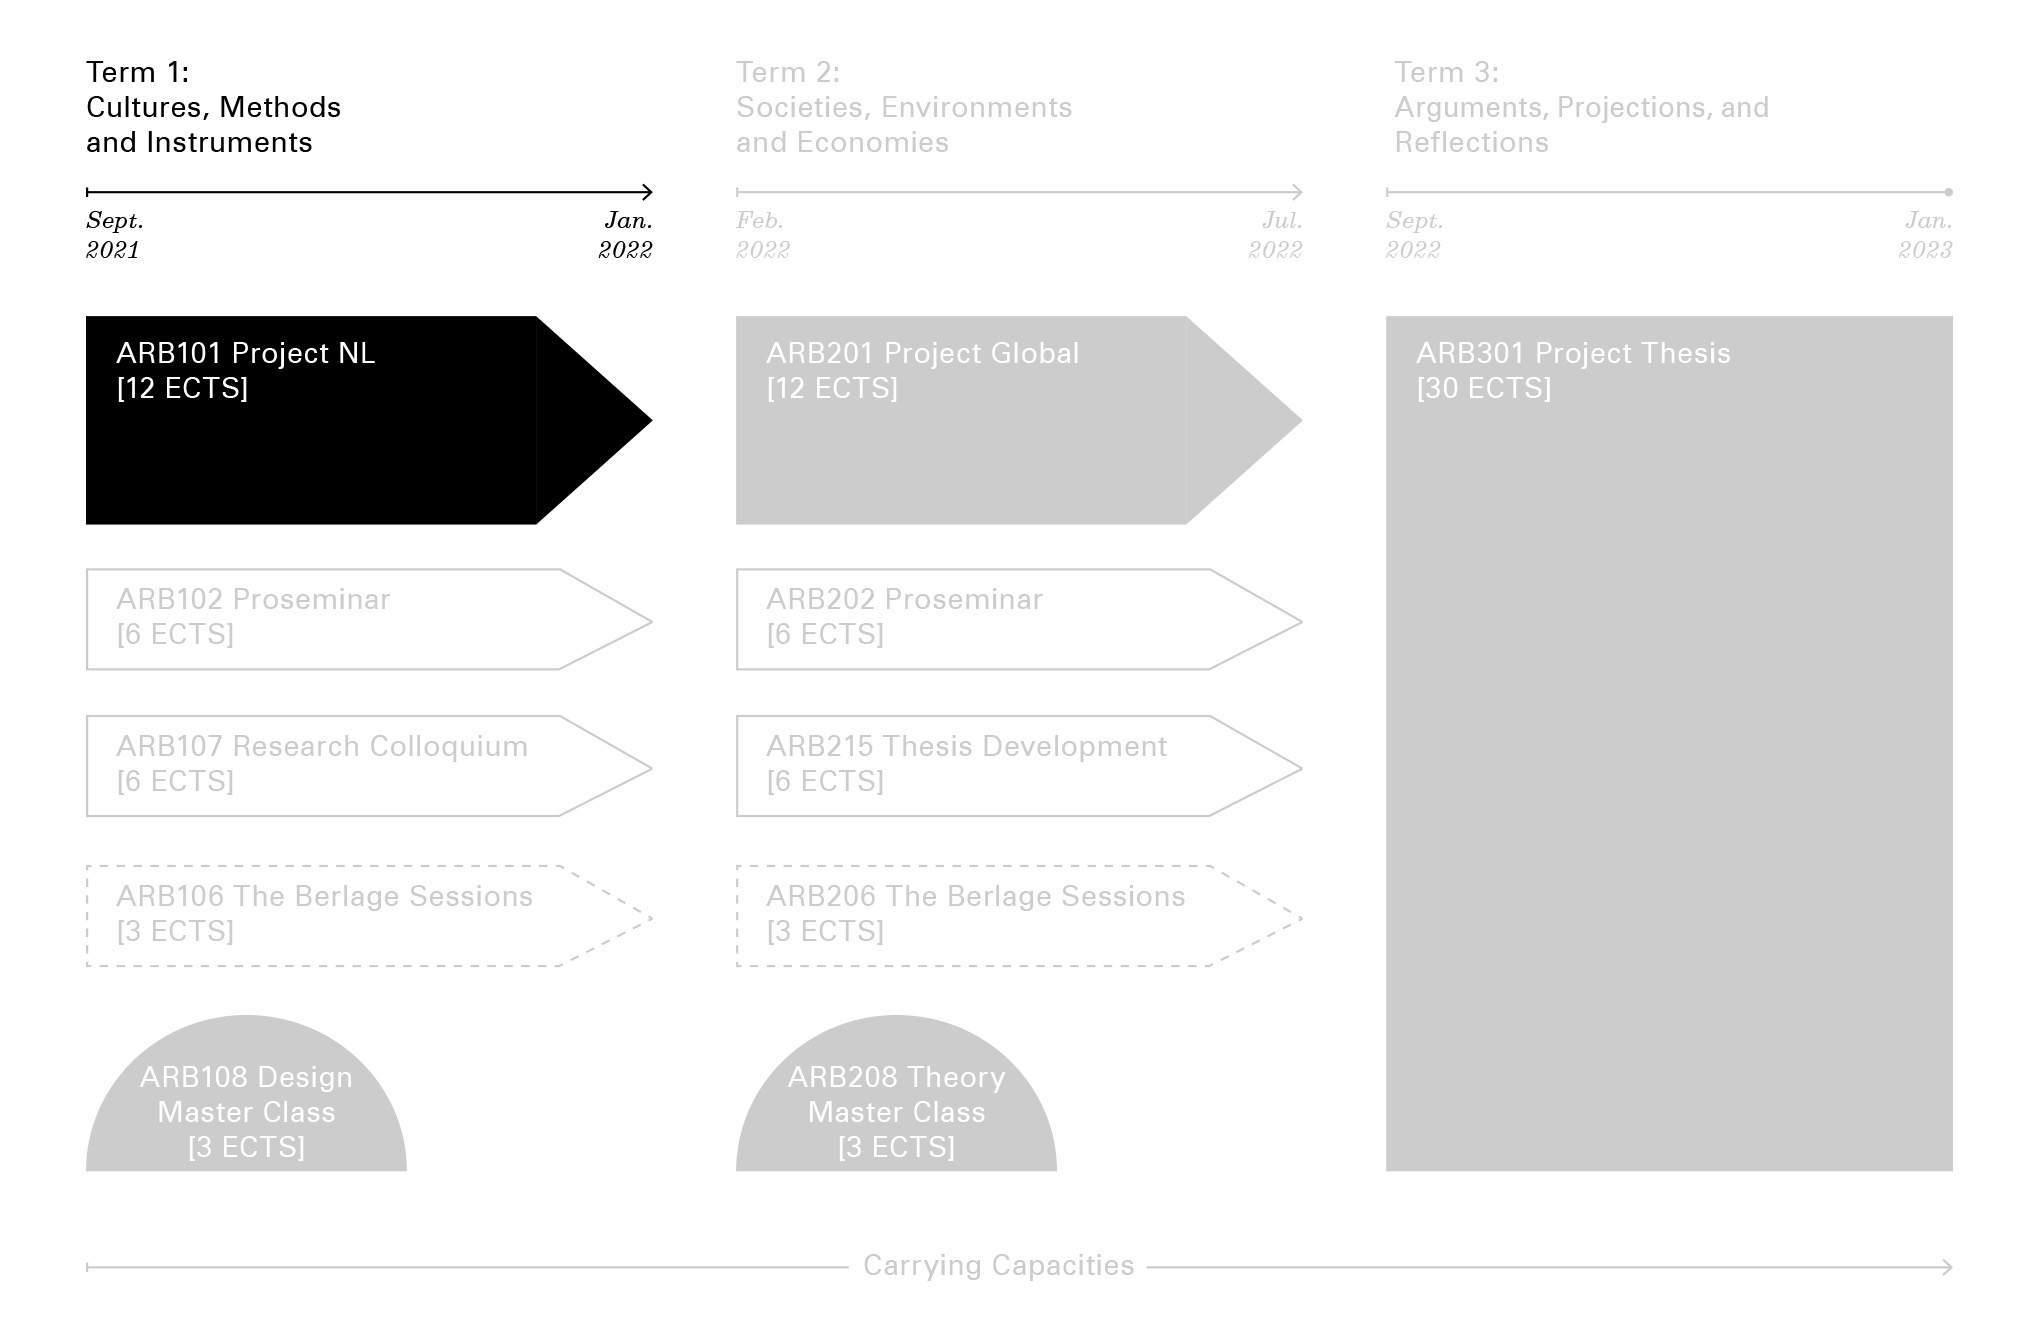 Term 1:
Cultures, Methods
and Instruments
Sept.
2021
Jan.
2022
Term 2:
Societies, Environments
and Economies
Feb.
2022
Jul.
2022
Term 3:
Arguments, Projections, and
Reflections
Sept.
2022
Jan.
2023
ARB101 Project NL
[12 ECTS]
ARB102 Proseminar
[6 ECTS]
ARB107 Research Colloquium
[6 ECTS]
ARB106 The Berlage Sessions
[3 ECTS]
ARB108 Design
Master Class
[3 ECTS]
ARB201 Project Global
[12 ECTS]
ARB202 Proseminar
[6 ECTS]
ARB215 Thesis Development
[6 ECTS]
ARB206 The Berlage Sessions
[3 ECTS]
ARB208 Theory
Master Class
[3 ECTS]
ARB301 Project Thesis
[30 ECTS]
Carrying Capacities